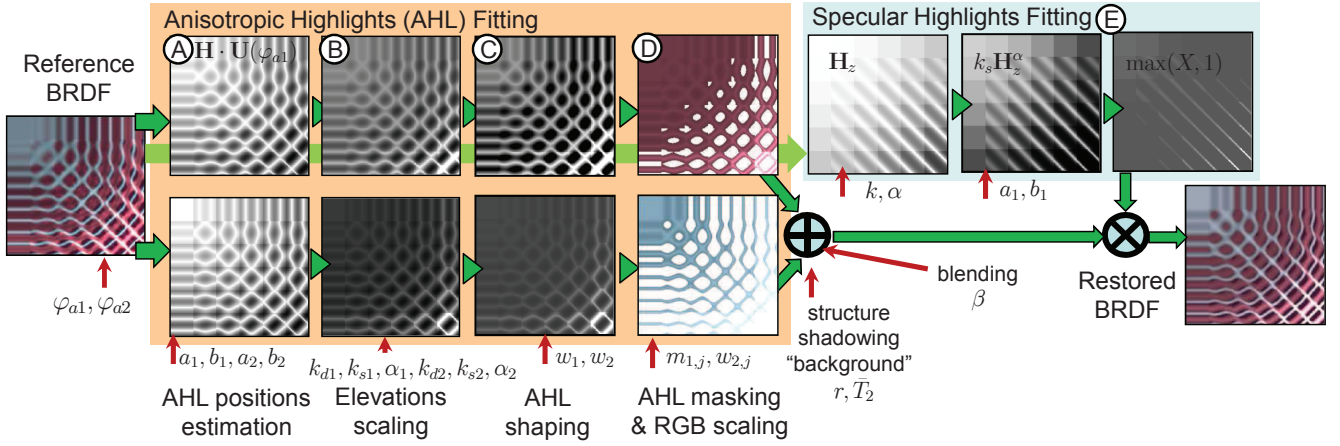 Anisotropic Highlights (AHL) Fitting
Specular Highlights Fitting
E
A
H · U(φa1)
B
C
D
Hz
ksHzα
max(X, 1)
Reference
BRDF
k, α
a1, b1
φa1, φa2
blending
β
Restored
BRDF
structure
shadowing
“background”
r, T̄2
a1, b1, a2, b2
kd1, ks1, α1, kd2, ks2, α2
w1, w2
m1,j, w2,j
AHL positions
estimation
Elevations
scaling
AHL
shaping
AHL masking
& RGB scaling